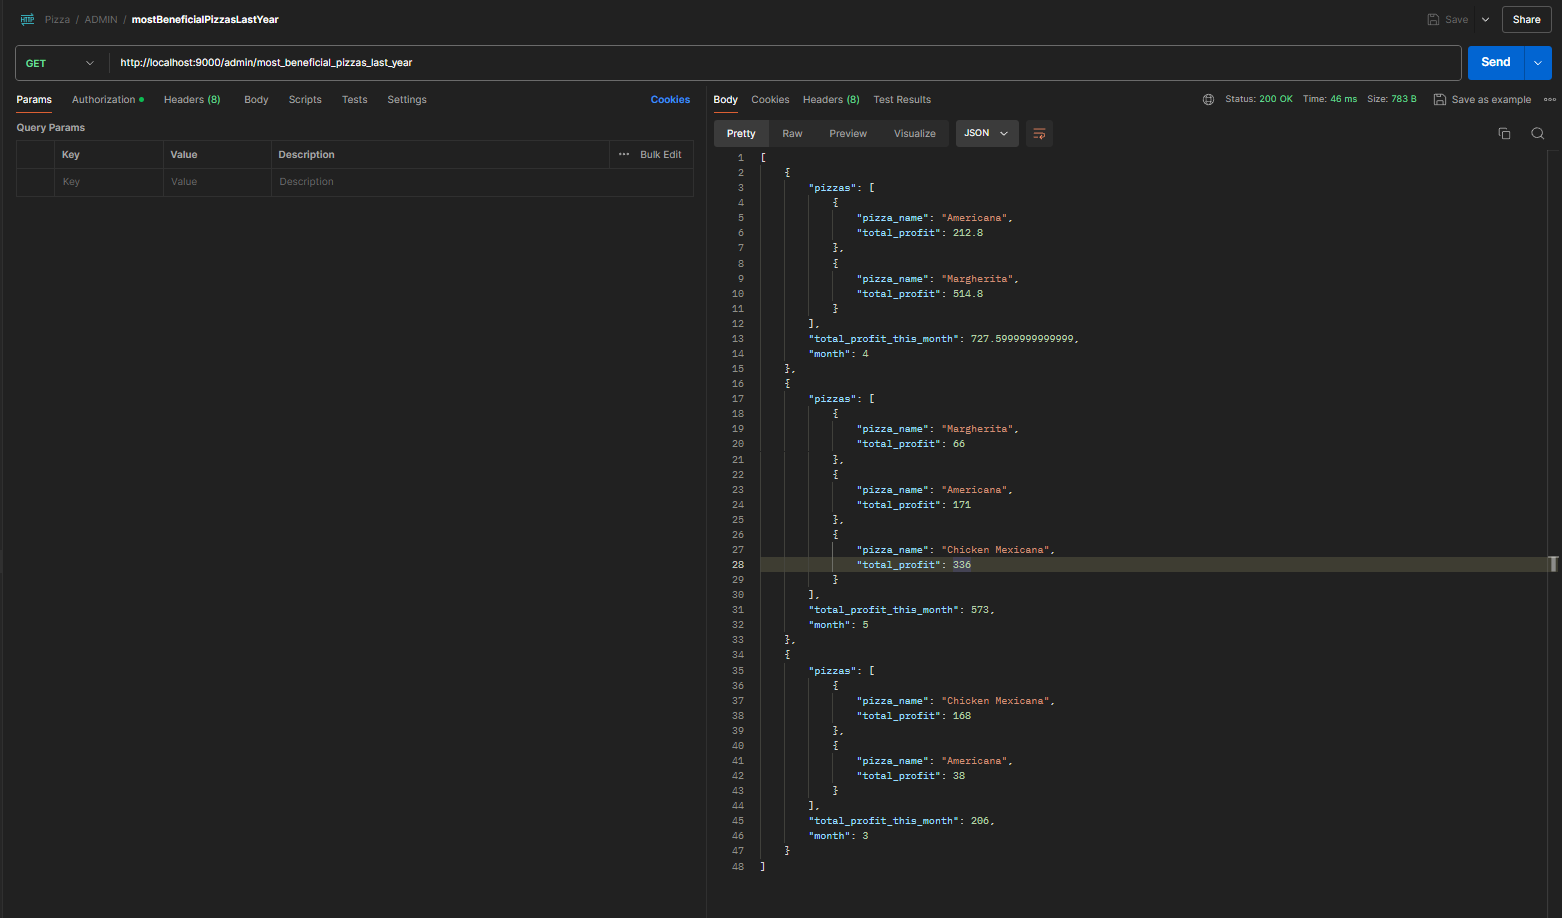 HTTP Pizza / ADMIN / mostBeneficialPizzasLastYear Save Share
GET http://localhost:9000/admin/most_beneficial_pizzas_last_year Send
Params Authorization Headers (8) Body Scripts Tests Settings Cookies
Query Params
Key Value Description ··· Bulk Edit
Key Value Description
Body Cookies Headers (8) Test Results Status: 200 OK Time: 46 ms Size: 783 B Save as example
Pretty Raw Preview Visualize JSON
1 [
2 {
3 "pizzas": [
4 {
5 "pizza_name": "Americana",
6 "total_profit": 212.8
7 },
8 {
9 "pizza_name": "Margherita",
10 "total_profit": 514.8
11 }
12 ],
13 "total_profit_this_month": 727.5999999999999,
14 "month": 4
15 },
16 {
17 "pizzas": [
18 {
19 "pizza_name": "Margherita",
20 "total_profit": 66
21 },
22 {
23 "pizza_name": "Americana",
24 "total_profit": 171
25 },
26 {
27 "pizza_name": "Chicken Mexicana",
28 "total_profit": 336
29 }
30 ],
31 "total_profit_this_month": 573,
32 "month": 5
33 },
34 {
35 "pizzas": [
36 {
37 "pizza_name": "Chicken Mexicana",
38 "total_profit": 168
39 },
40 {
41 "pizza_name": "Americana",
42 "total_profit": 38
43 }
44 ],
45 "total_profit_this_month": 206,
46 "month": 3
47 }
48 ]